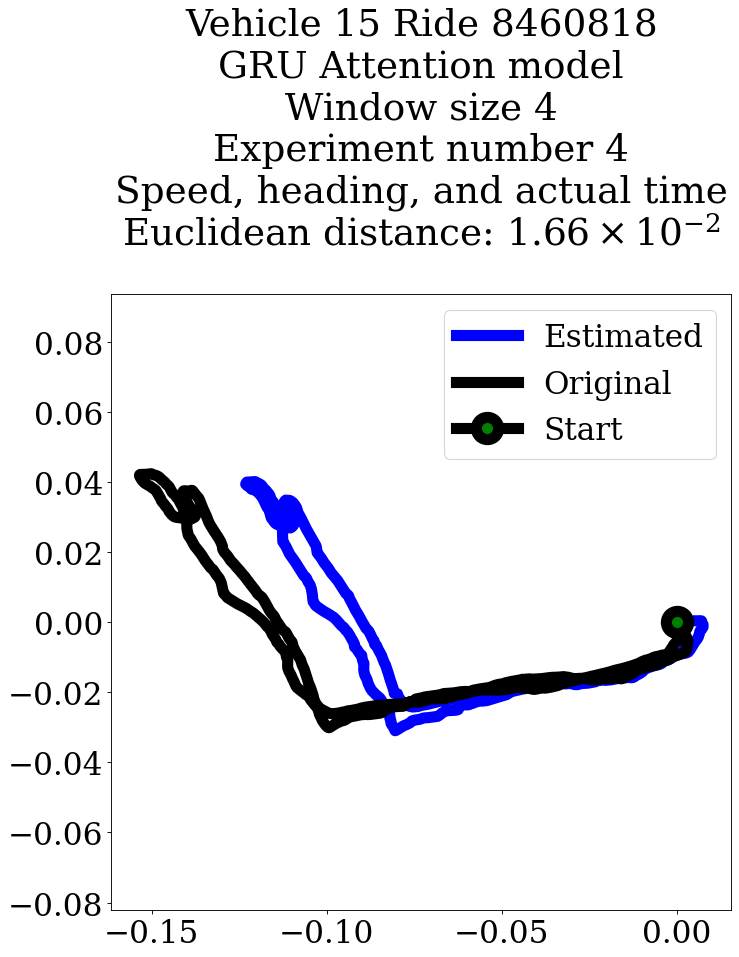 Vehicle 15 Ride 8460818
GRU Attention model
Window size 4
Experiment number 4
Speed, heading, and actual time
Euclidean distance: 1.66 × 10⁻²
Estimated
Original
Start
0.08
0.06
0.04
0.02
0.00
−0.02
−0.04
−0.06
−0.08
−0.15 −0.10 −0.05 0.00